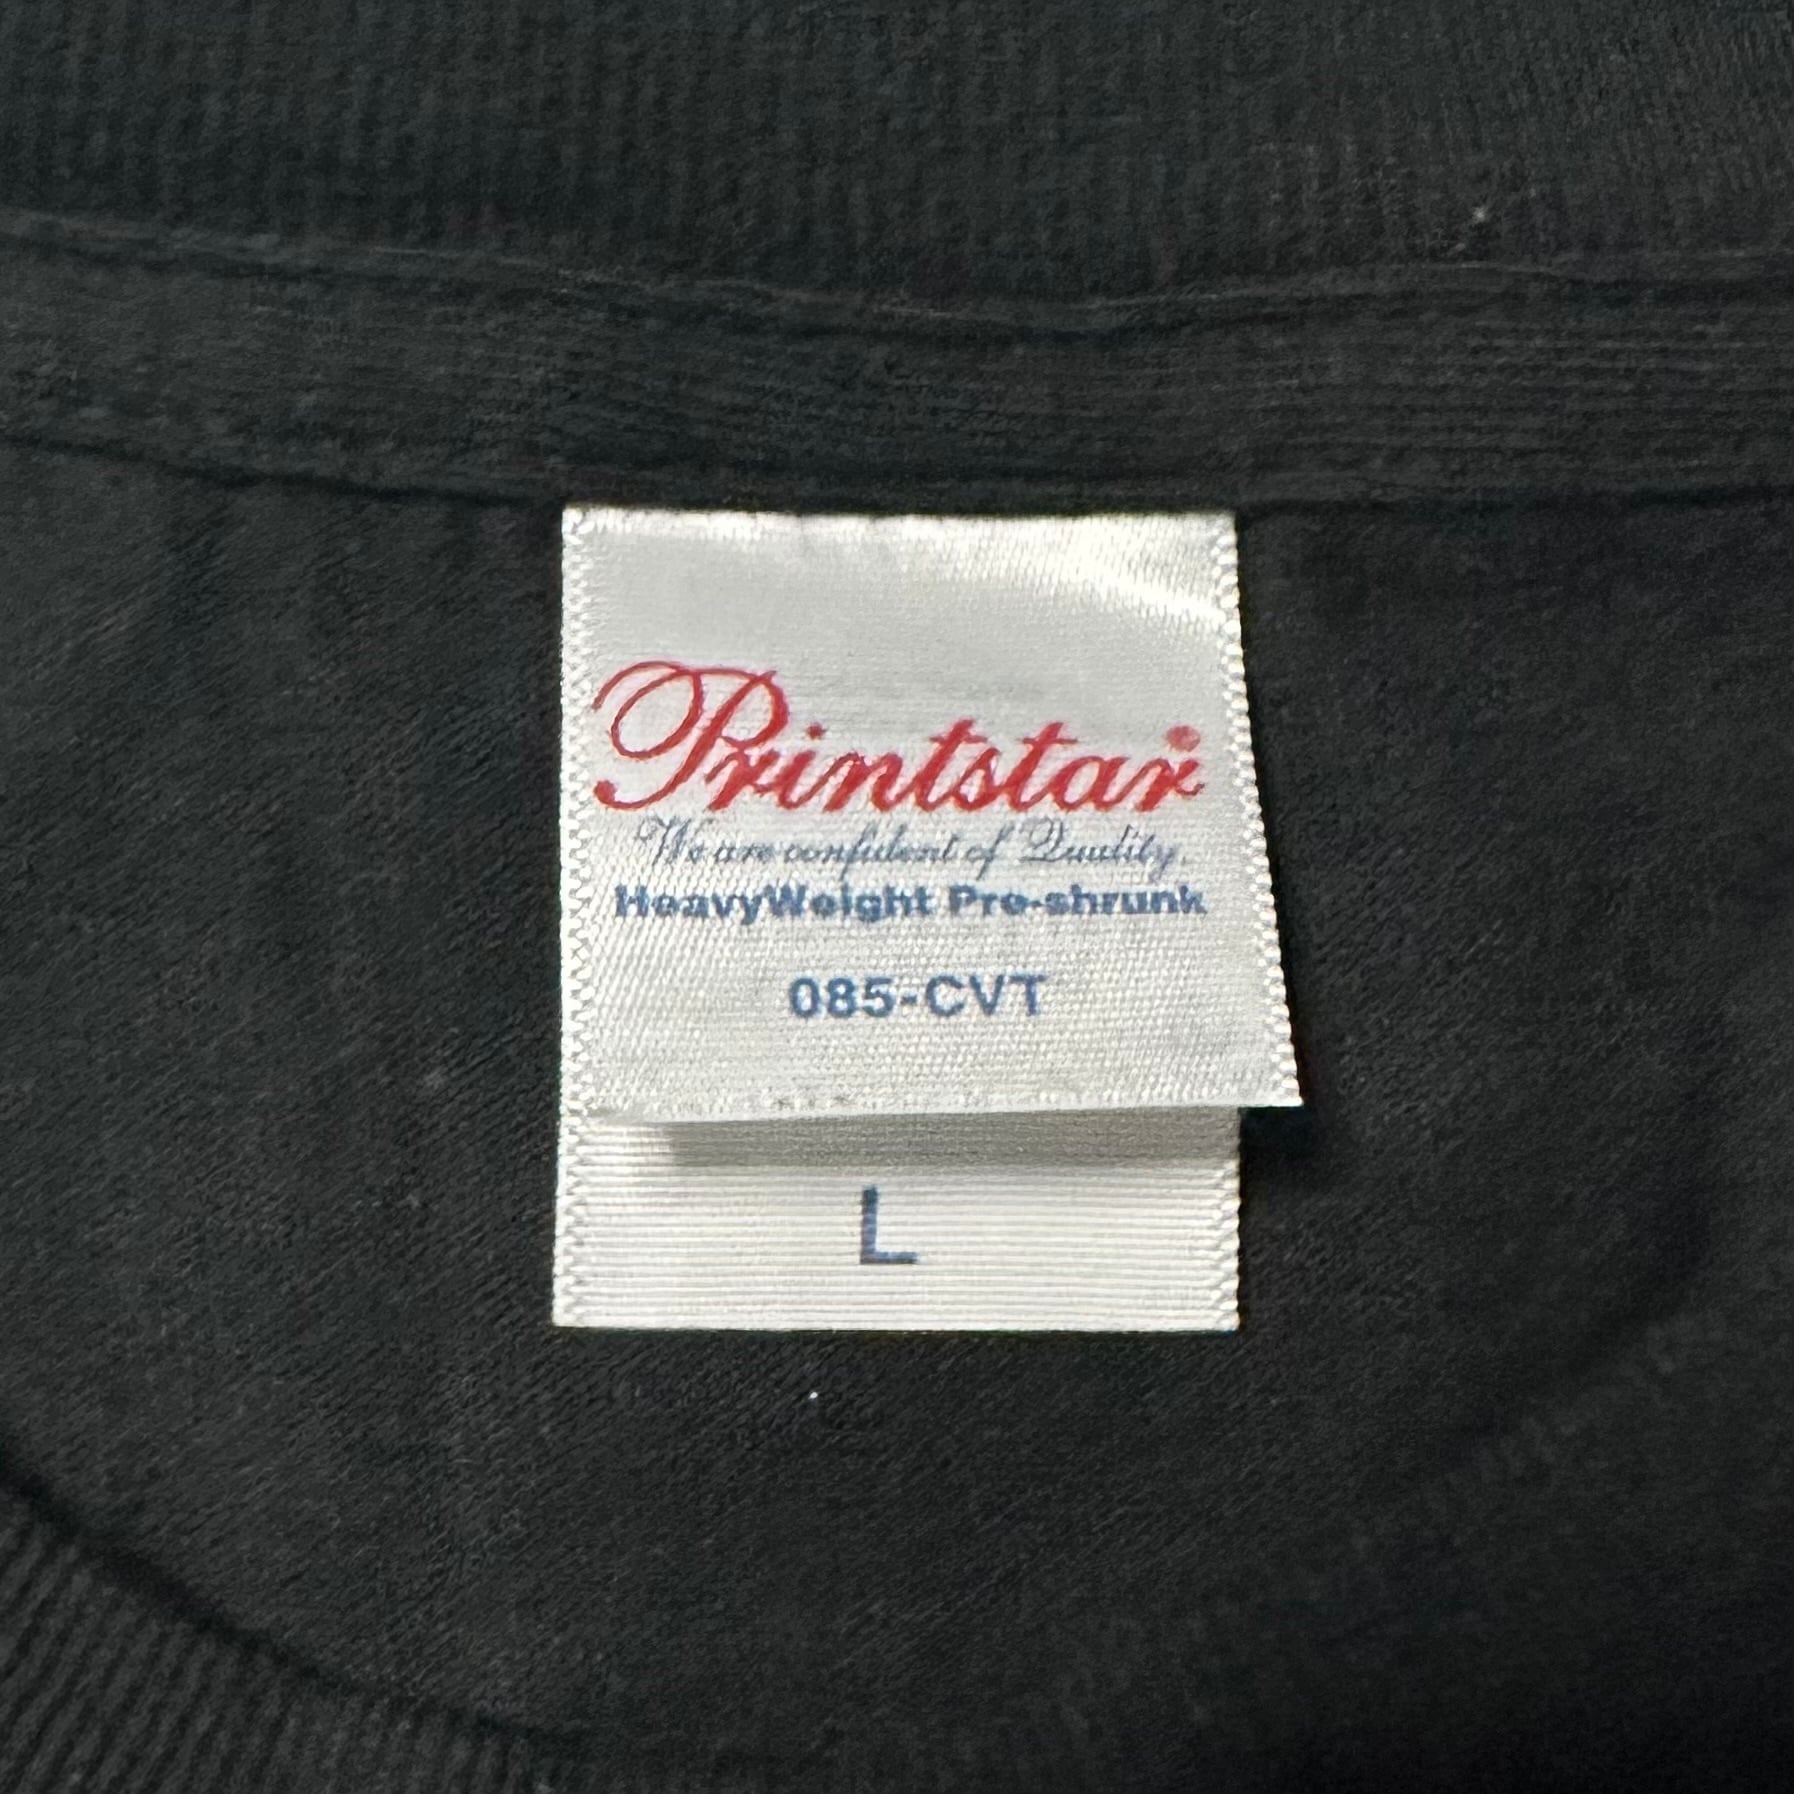 Printstar
We are confident of Quality.
HeavyWeight Pre-shrunk
085-CVT
L